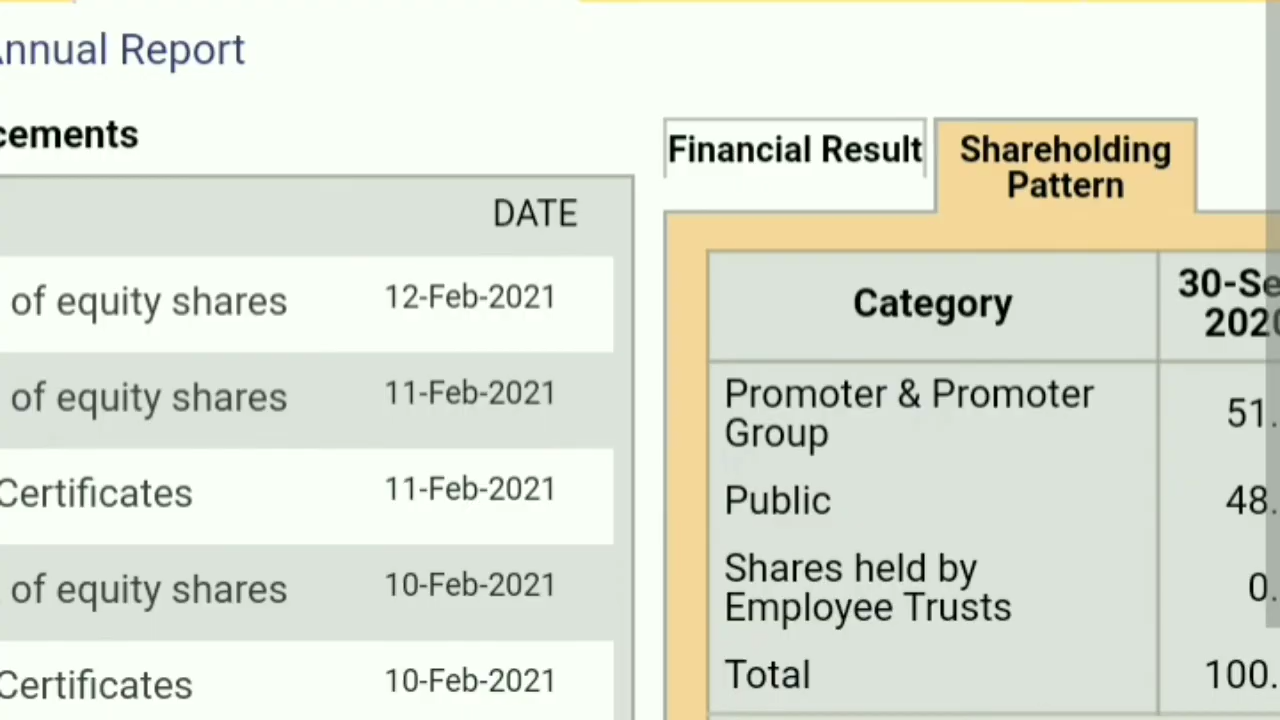 Annual Report
cements
DATE
of equity shares 12-Feb-2021
of equity shares 11-Feb-2021
Certificates 11-Feb-2021
of equity shares 10-Feb-2021
Certificates 10-Feb-2021
Financial Result
Shareholding
Pattern
Category
30-Se
2020
Promoter & Promoter
Group
51.
Public 48.
Shares held by
Employee Trusts
0.
Total 100.